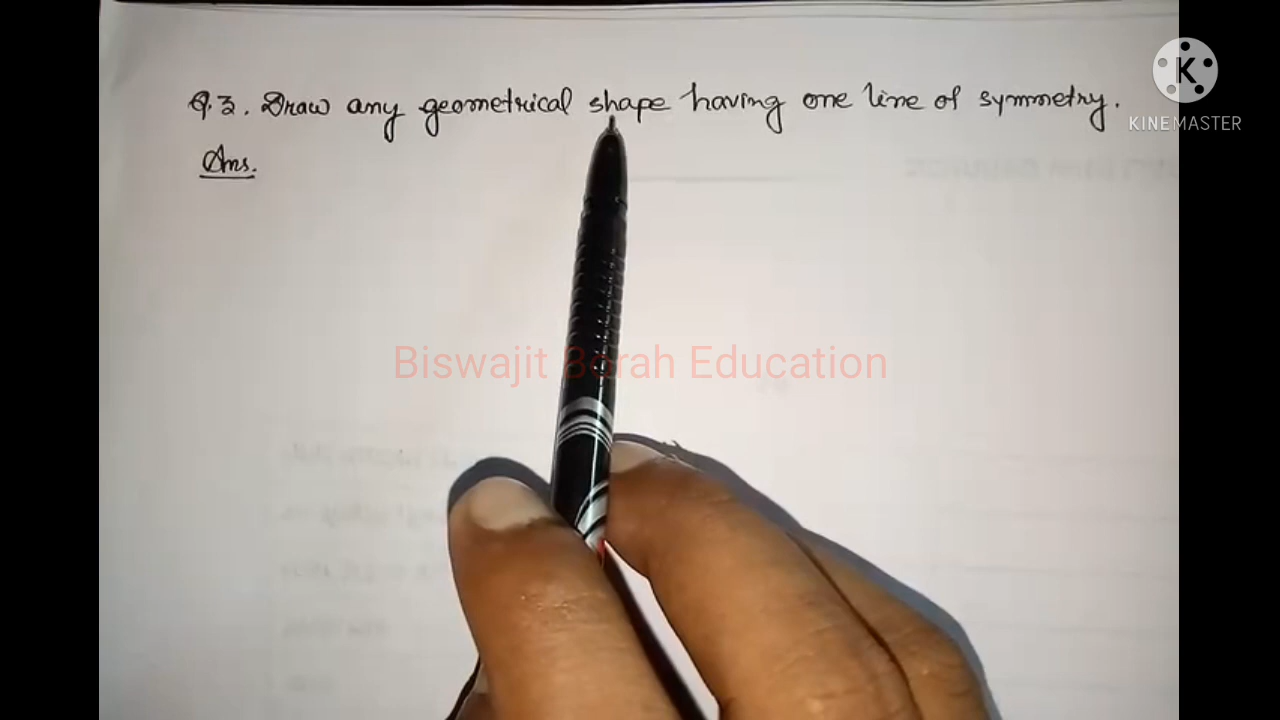 Q.3. Draw any geometrical shape having one line of symmetry.
Ans.
K
KINEMASTER
Biswajit Borah Education